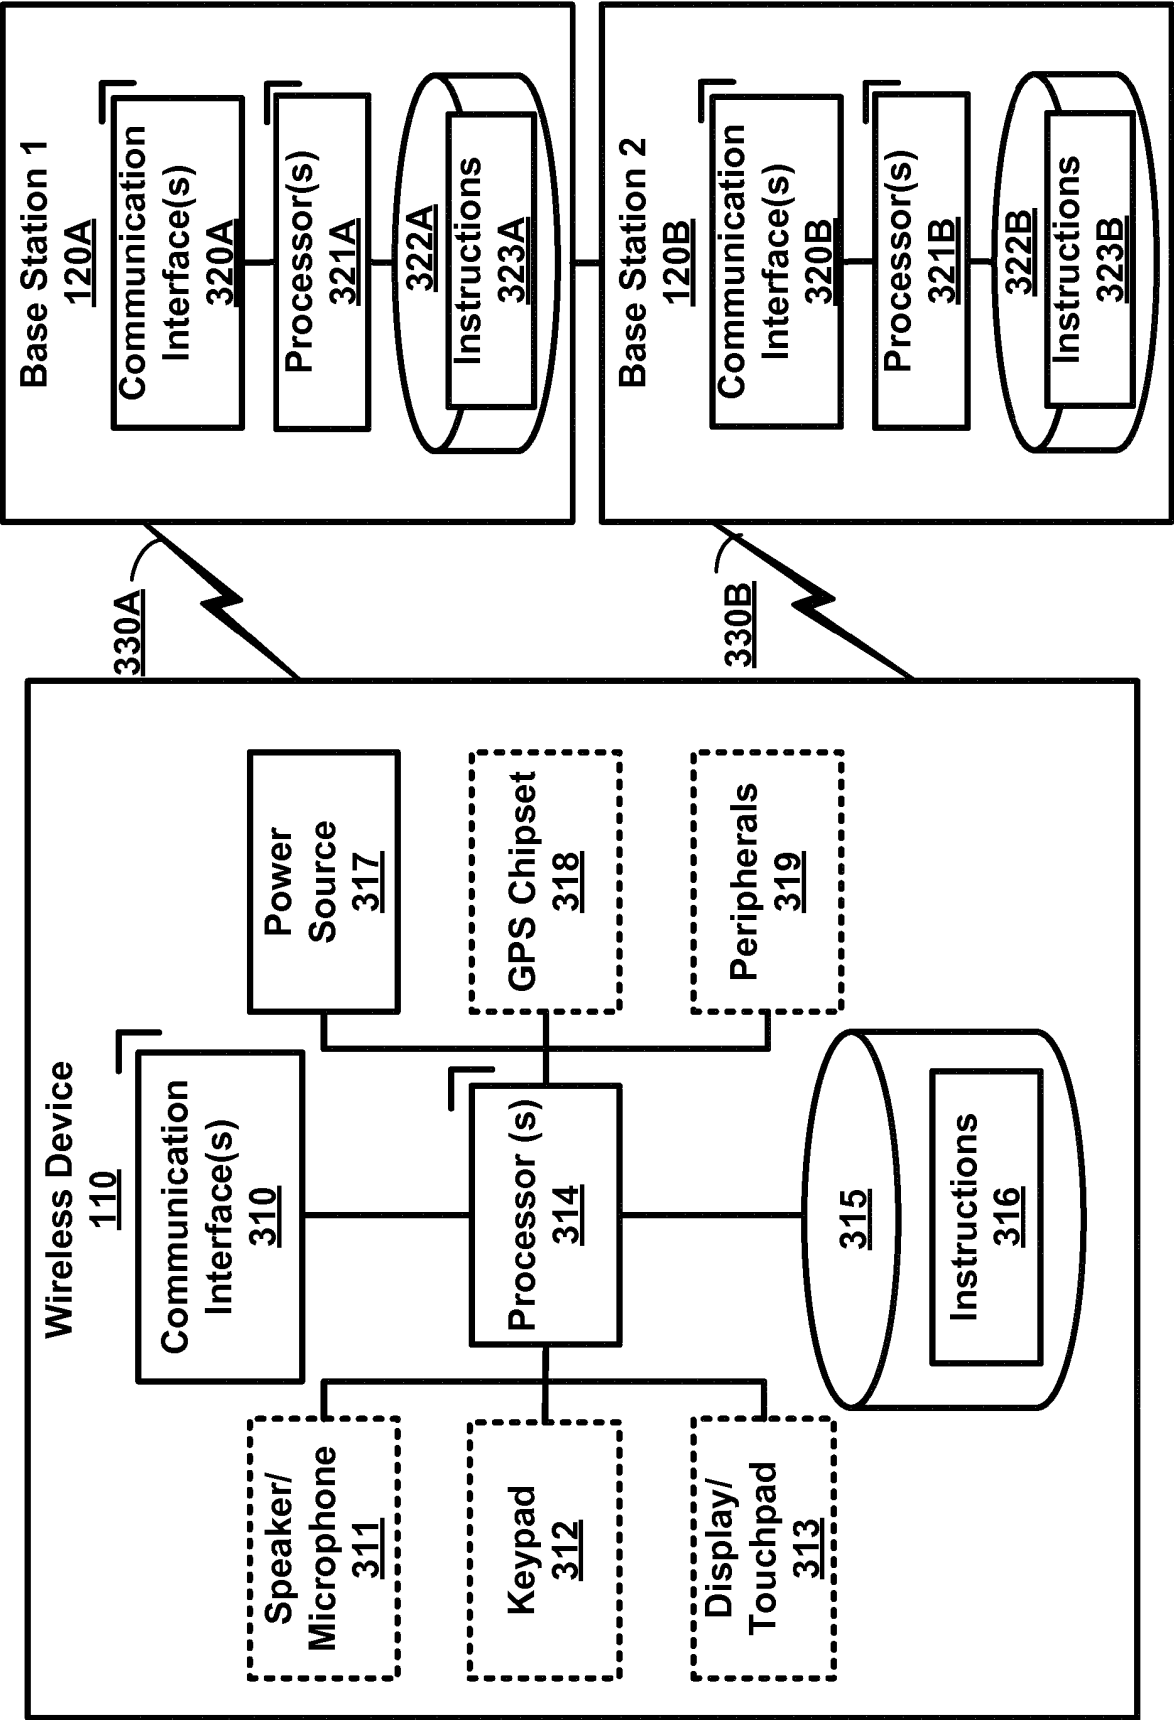 Wireless Device
110
Communication
Interface(s)
310
Speaker/
Microphone
311
Power
Source
317
Keypad
312
Processor (s)
314
GPS Chipset
318
Display/
Touchpad
313
Peripherals
319
315
Instructions
316
330A
330B
Base Station 1
120A
Communication
Interface(s)
320A
Processor(s)
321A
322A
Instructions
323A
Base Station 2
120B
Communication
Interface(s)
320B
Processor(s)
321B
322B
Instructions
323B